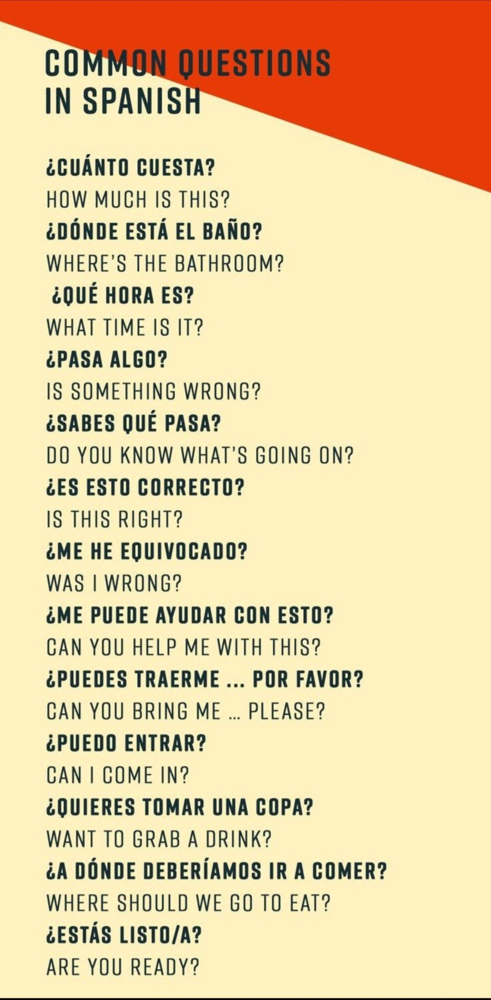 COMMON QUESTIONS
IN SPANISH
¿CUÁNTO CUESTA?
HOW MUCH IS THIS?
¿DÓNDE ESTÁ EL BAÑO?
WHERE'S THE BATHROOM?
¿QUÉ HORA ES?
WHAT TIME IS IT?
¿PASA ALGO?
IS SOMETHING WRONG?
¿SABES QUÉ PASA?
DO YOU KNOW WHAT'S GOING ON?
¿ES ESTO CORRECTO?
IS THIS RIGHT?
¿ME HE EQUIVOCADO?
WAS I WRONG?
¿ME PUEDE AYUDAR CON ESTO?
CAN YOU HELP ME WITH THIS?
¿PUEDES TRAERME ... POR FAVOR?
CAN YOU BRING ME ... PLEASE?
¿PUEDO ENTRAR?
CAN I COME IN?
¿QUIERES TOMAR UNA COPA?
WANT TO GRAB A DRINK?
¿A DÓNDE DEBERÍAMOS IR A COMER?
WHERE SHOULD WE GO TO EAT?
¿ESTÁS LISTO/A?
ARE YOU READY?